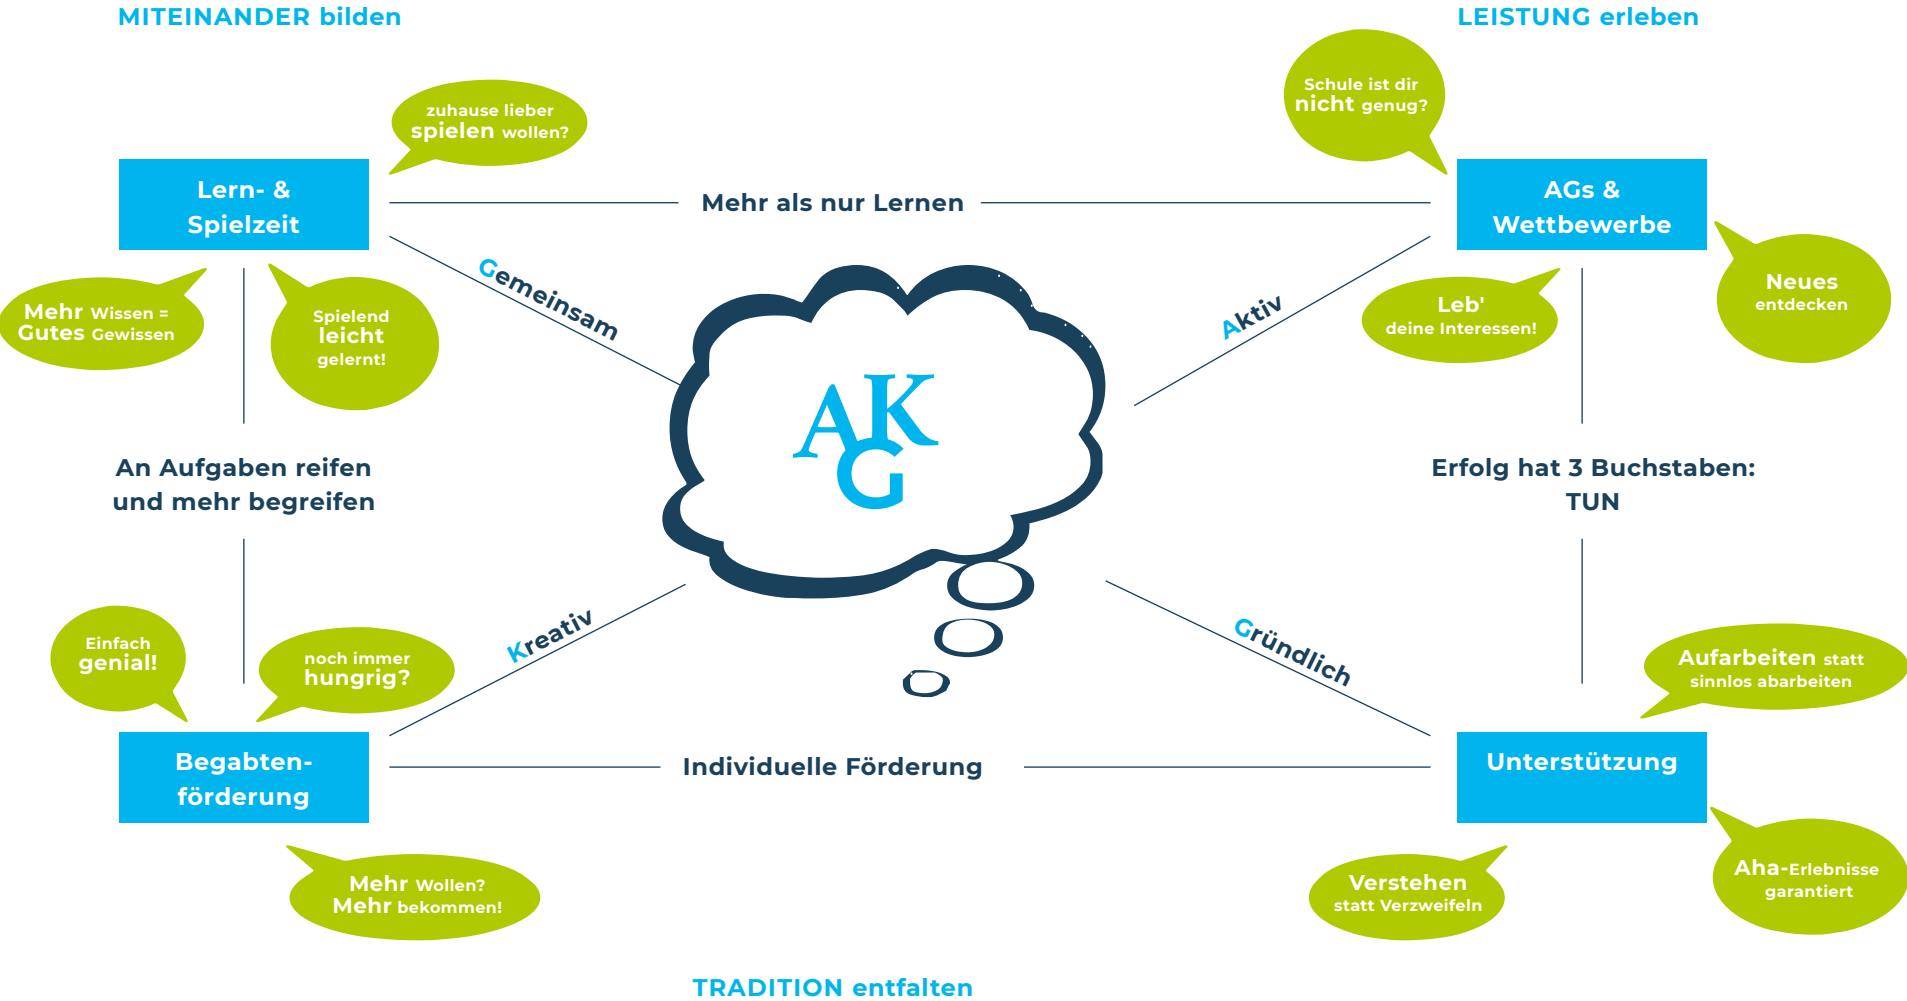 MITEINANDER bilden
LEISTUNG erleben
zuhause lieber
spielen wollen?
Schule ist dir
nicht genug?
Lern- &
Spielzeit
Mehr als nur Lernen
AGs &
Wettbewerbe
Mehr Wissen =
Gutes Gewissen
Spielend
leicht
gelernt!
Gemeinsam
Aktiv
Leb'
deine Interessen!
Neues
entdecken
AKG
An Aufgaben reifen
und mehr begreifen
Erfolg hat 3 Buchstaben:
TUN
Einfach
genial!
noch immer
hungrig?
Kreativ
Gründlich
Aufarbeiten statt
sinnlos abarbeiten
Begabten-
förderung
Individuelle Förderung
Unterstützung
Mehr Wollen?
Mehr bekommen!
Verstehen
statt Verzweifeln
Aha-Erlebnisse
garantiert
TRADITION entfalten